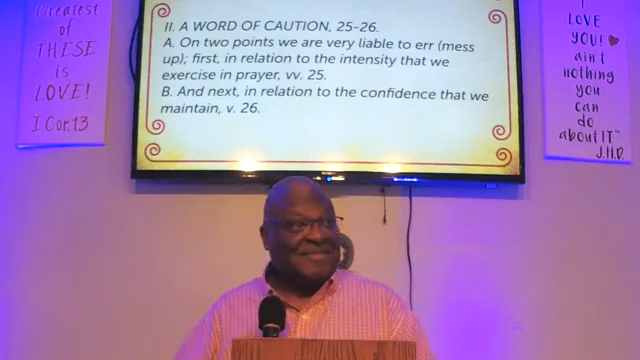 Greatest
of
THESE
is
LOVE!
I Cor. 13
II. A WORD OF CAUTION, 25-26.
A. On two points we are very liable to err (mess
up); first, in relation to the intensity that we
exercise in prayer, vv. 25.
B. And next, in relation to the confidence that we
maintain, v. 26.
I
LOVE
YOU!
ain't
nothing
you
can
do
about IT"
J.H.D.